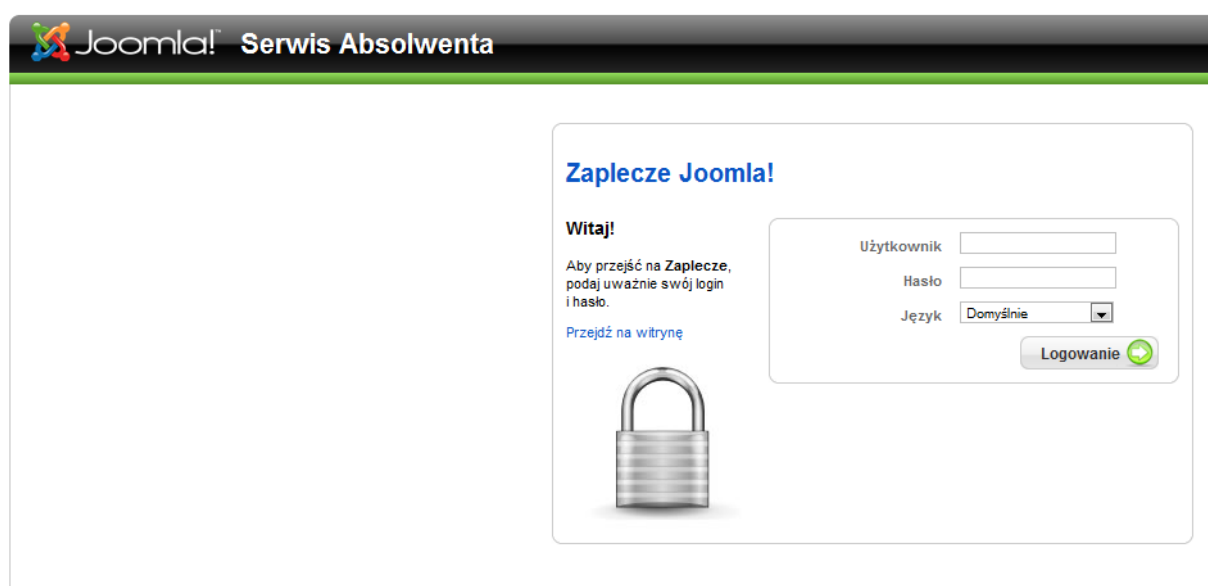 Joomla!™ Serwis Absolwenta
Zaplecze Joomla!
Witaj!
Aby przejść na Zaplecze,
podaj uważnie swój login
i hasło.
Przejdź na witrynę
Użytkownik
Hasło
Język Domyślnie
Logowanie